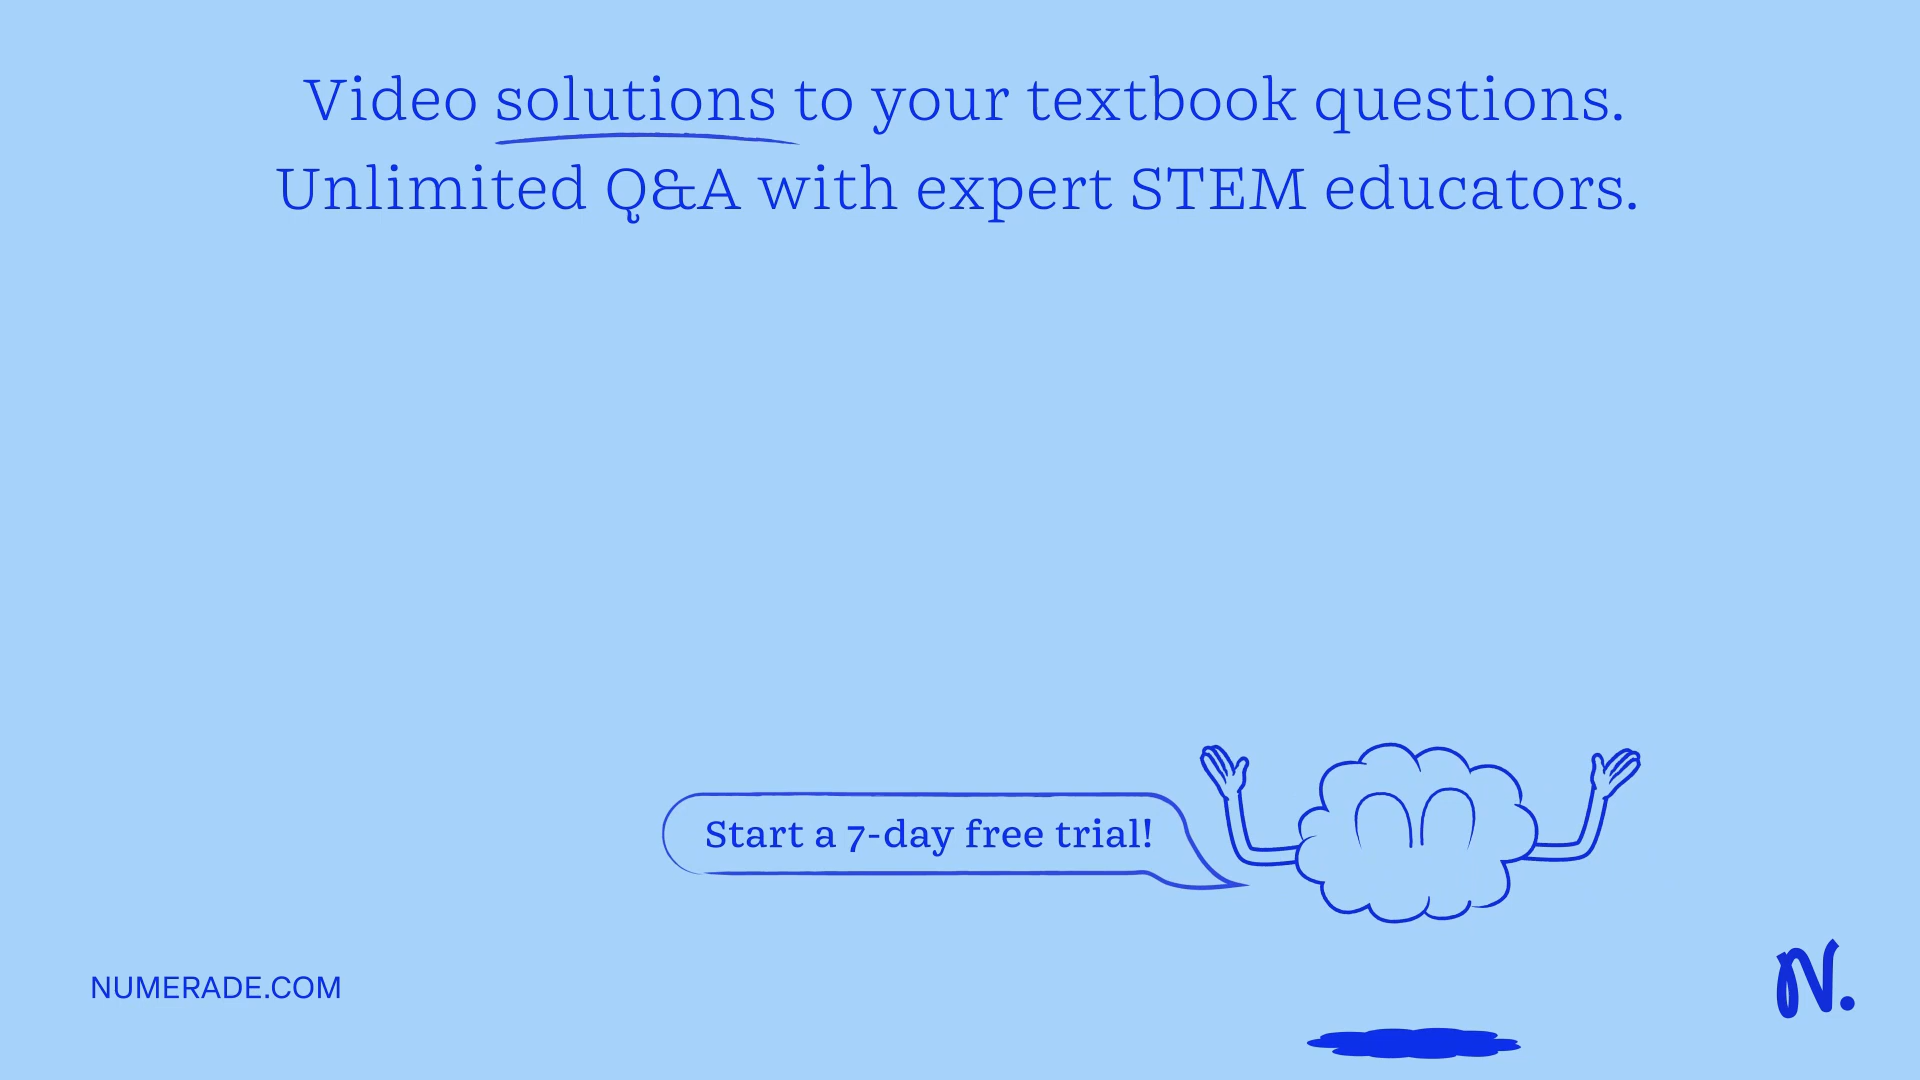 Video solutions to your textbook questions.
Unlimited Q&A with expert STEM educators.
Start a 7-day free trial!
NUMERADE.COM
N.